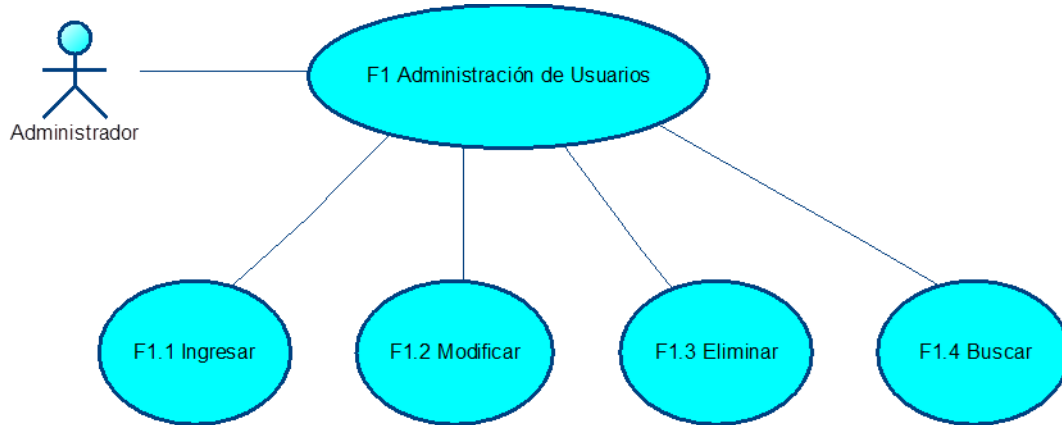 F1 Administración de Usuarios
Administrador
F1.1 Ingresar
F1.2 Modificar
F1.3 Eliminar
F1.4 Buscar